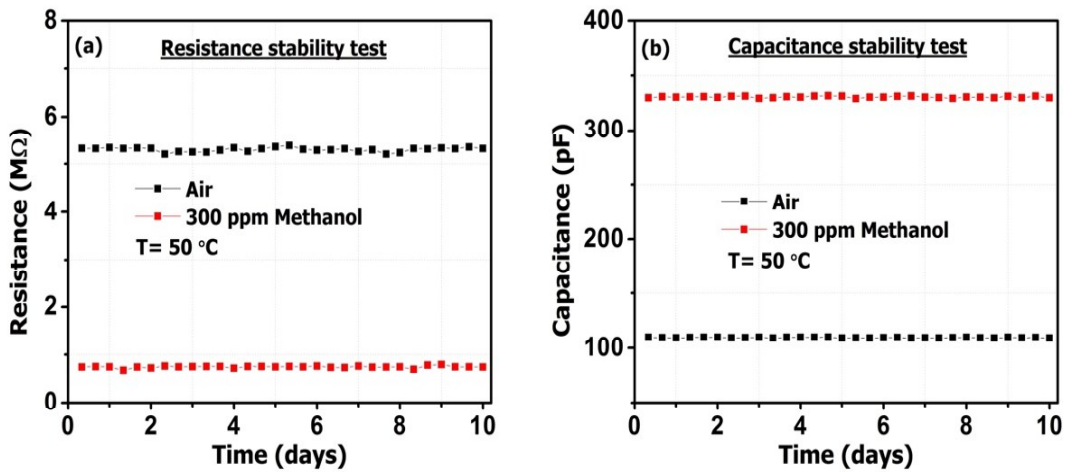 (a) Resistance stability test
8
6
4
2
0
Resistance (MΩ)
Air
300 ppm Methanol
T= 50 °C
0 2 4 6 8 10
Time (days)
(b) Capacitance stability test
400
300
200
100
Capacitance (pF)
Air
300 ppm Methanol
T= 50 °C
0 2 4 6 8 10
Time (days)